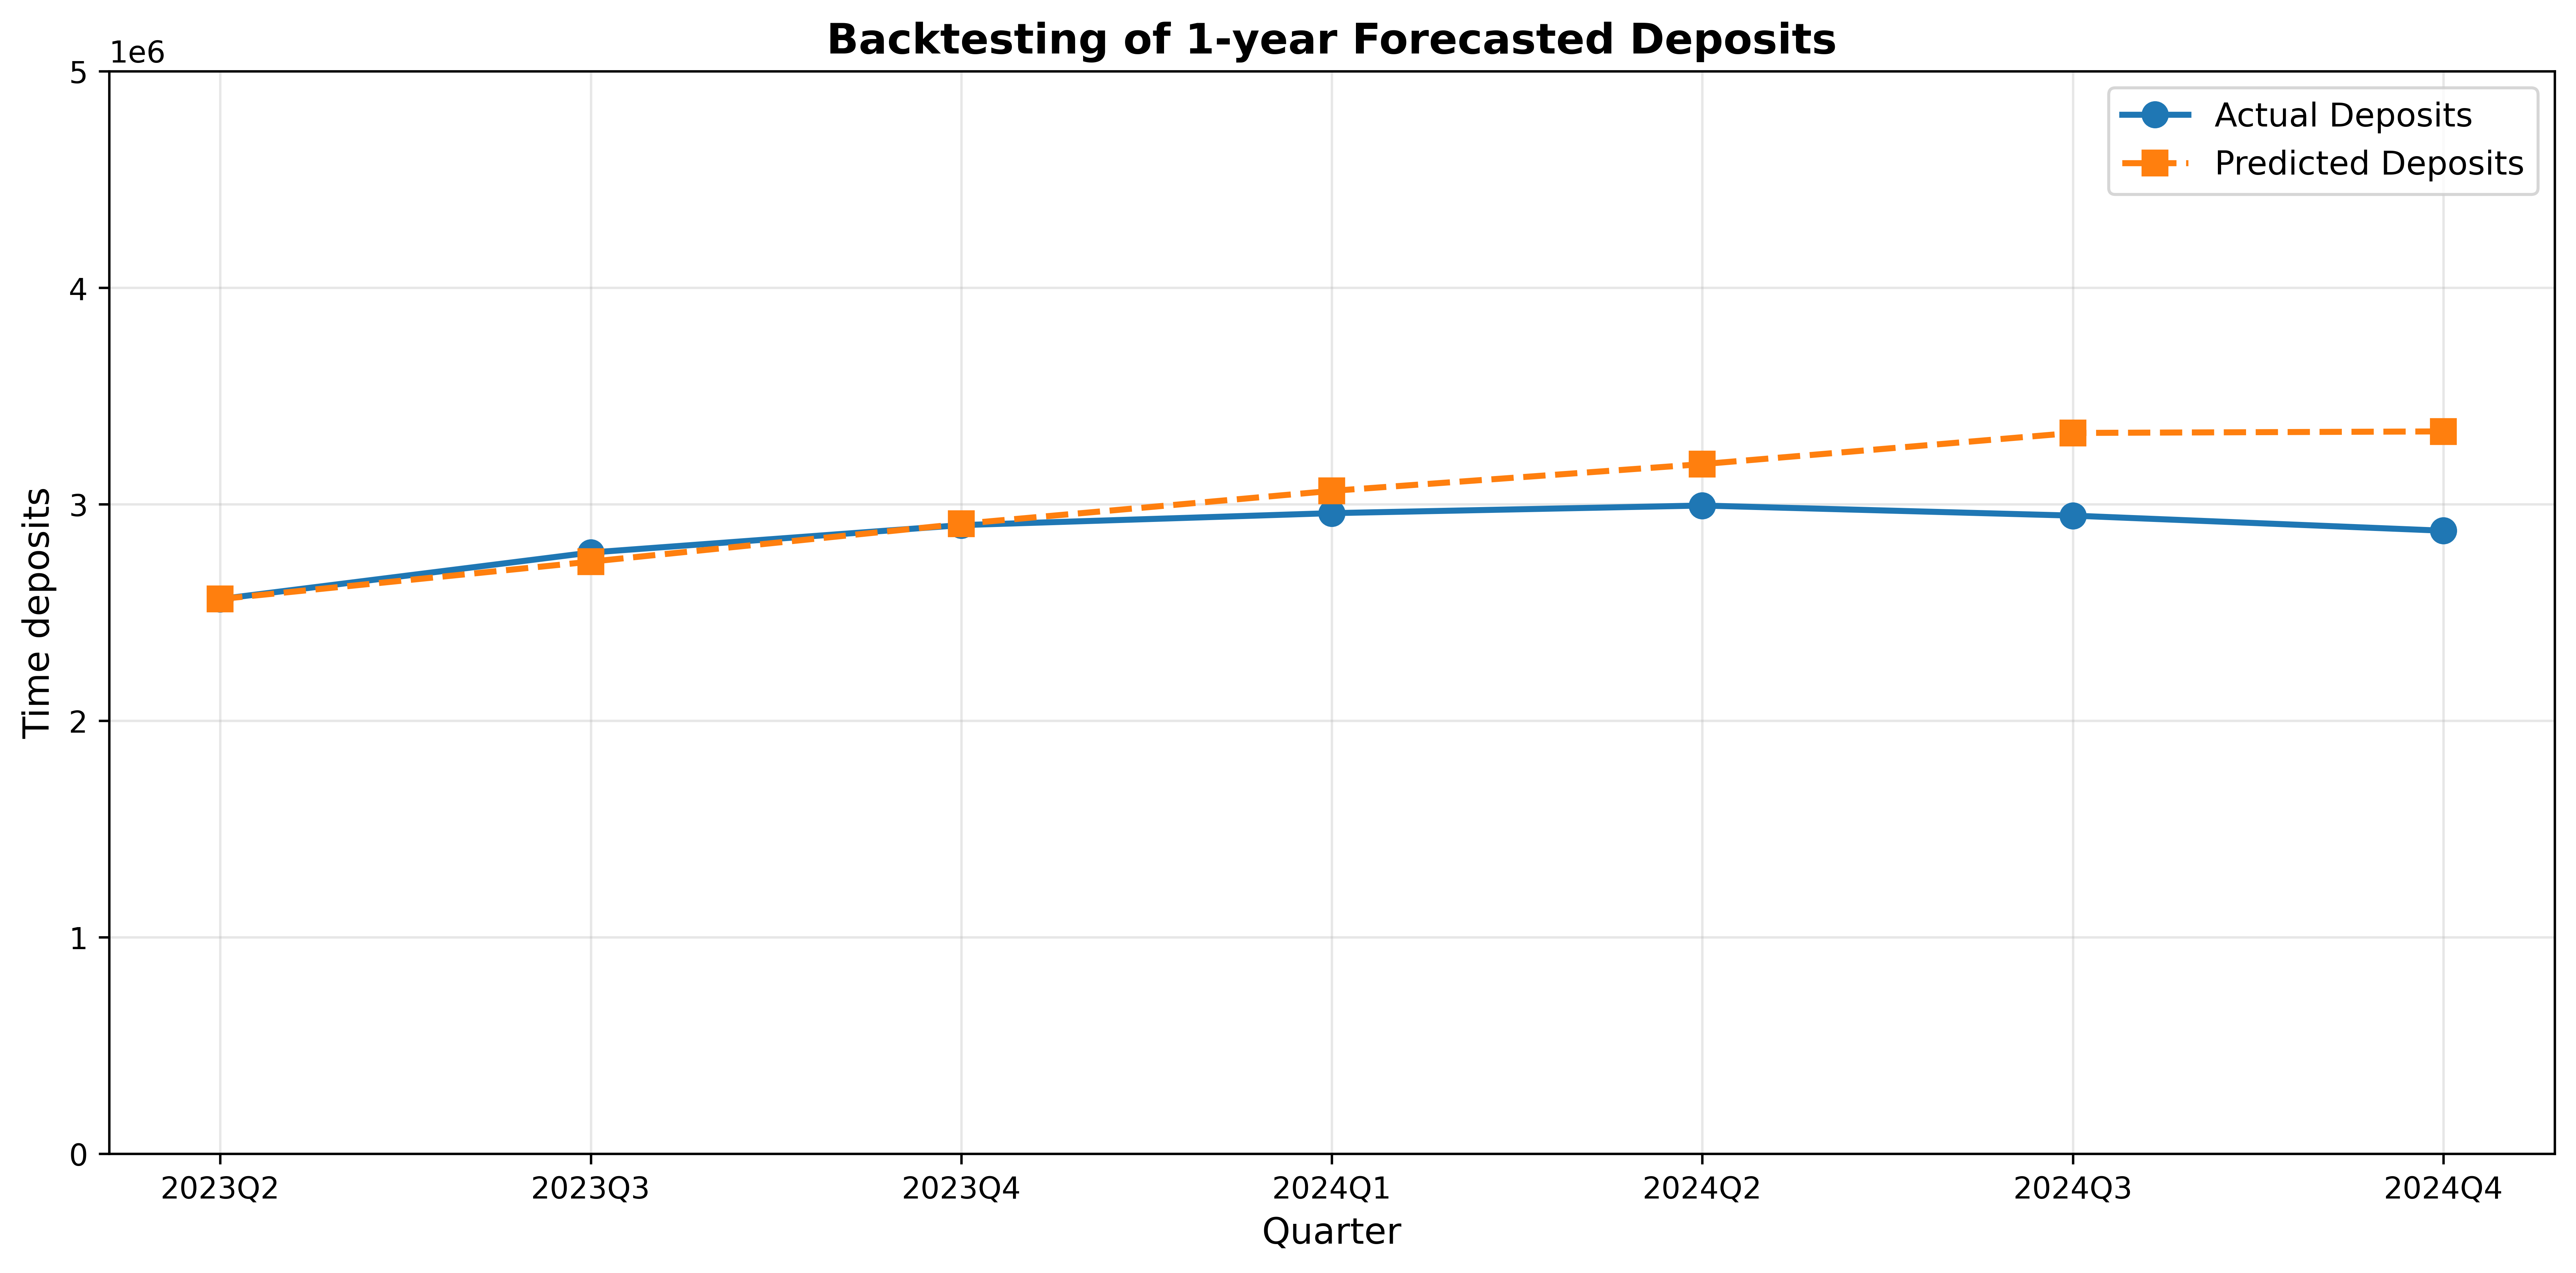 Backtesting of 1-year Forecasted Deposits
1e6
5
4
3
2
1
0
Time deposits
Actual Deposits
Predicted Deposits
2023Q2 2023Q3 2023Q4 2024Q1 2024Q2 2024Q3 2024Q4
Quarter